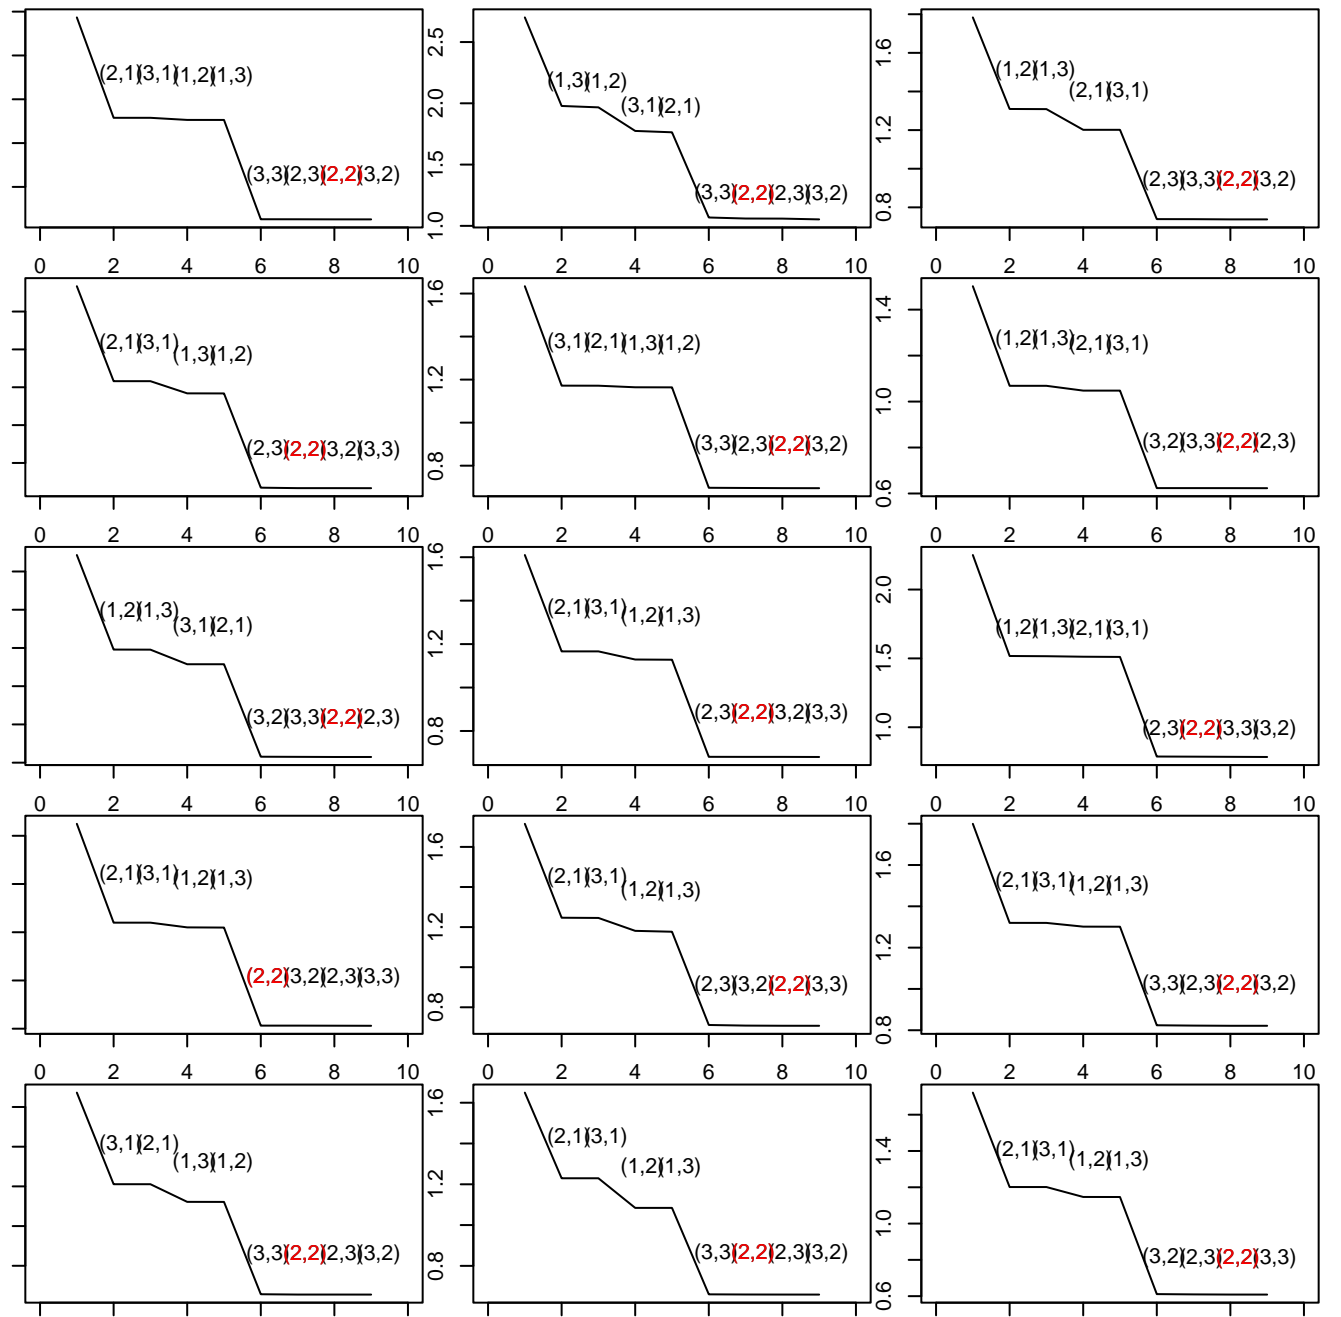 (2,1)(3,1)(1,2)(1,3)
(3,3)(2,3)(2,2)(3,2)
0 2 4 6 8 10
1.0 1.5 2.0 2.5
(1,3)(1,2)
(3,1)(2,1)
(3,3)(2,2)(2,3)(3,2)
0 2 4 6 8 10
0.8 1.2 1.6
(1,2)(1,3)
(2,1)(3,1)
(2,3)(3,3)(2,2)(3,2)
0 2 4 6 8 10
(2,1)(3,1)
(1,3)(1,2)
(2,3)(2,2)(3,2)(3,3)
0 2 4 6 8 10
0.8 1.2 1.6
(3,1)(2,1)(1,3)(1,2)
(3,3)(2,3)(2,2)(3,2)
0 2 4 6 8 10
0.6 1.0 1.4
(1,2)(1,3)(2,1)(3,1)
(3,2)(3,3)(2,2)(2,3)
0 2 4 6 8 10
(1,2)(1,3)
(3,1)(2,1)
(3,2)(3,3)(2,2)(2,3)
0 2 4 6 8 10
0.8 1.2 1.6
(2,1)(3,1)
(1,2)(1,3)
(2,3)(2,2)(3,2)(3,3)
0 2 4 6 8 10
1.0 1.5 2.0
(1,2)(1,3)(2,1)(3,1)
(2,3)(2,2)(3,3)(3,2)
0 2 4 6 8 10
(2,1)(3,1)(1,2)(1,3)
(2,2)(3,2)(2,3)(3,3)
0 2 4 6 8 10
0.8 1.2 1.6
(2,1)(3,1)
(1,2)(1,3)
(2,3)(3,2)(2,2)(3,3)
0 2 4 6 8 10
0.8 1.2 1.6
(2,1)(3,1)(1,2)(1,3)
(3,3)(2,3)(2,2)(3,2)
0 2 4 6 8 10
(3,1)(2,1)
(1,3)(1,2)
(3,3)(2,2)(2,3)(3,2)
0.8 1.2 1.6
(2,1)(3,1)
(1,2)(1,3)
(3,3)(2,2)(2,3)(3,2)
0.6 1.0 1.4
(2,1)(3,1)
(1,2)(1,3)
(3,2)(2,3)(2,2)(3,3)